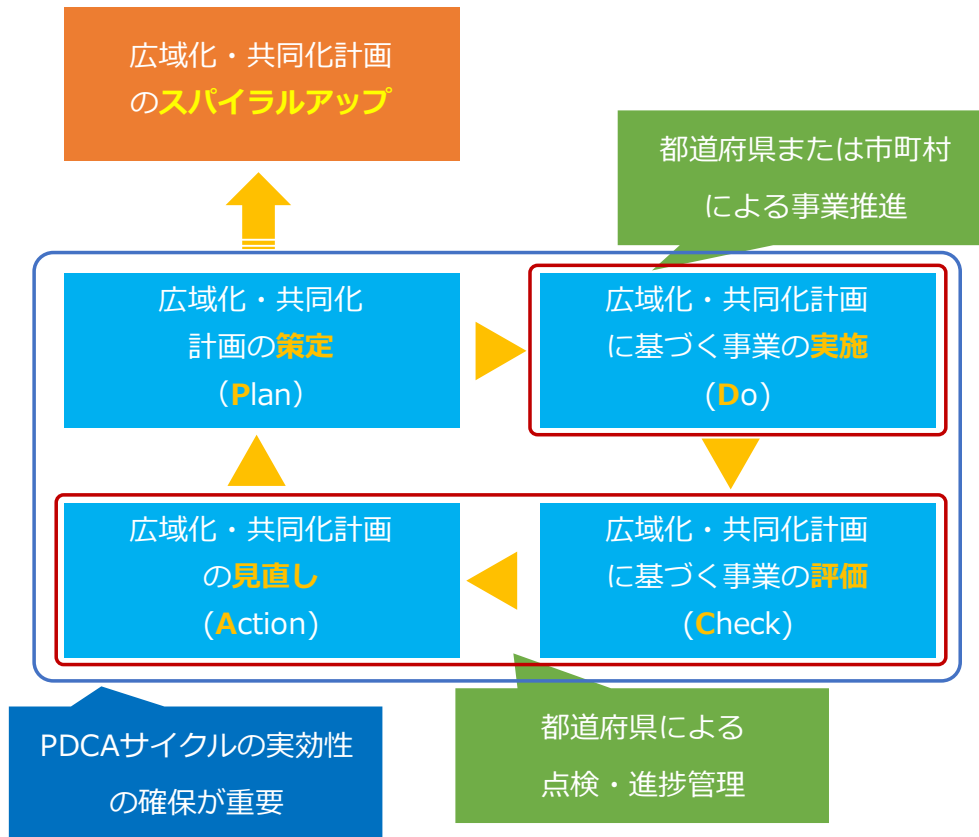 広域化・共同化計画
のスパイラルアップ
都道府県または市町村
による事業推進
広域化・共同化
計画の策定
（Plan）
広域化・共同化計画
に基づく事業の実施
(Do)
広域化・共同化計画
の見直し
(Action)
広域化・共同化計画
に基づく事業の評価
(Check)
PDCAサイクルの実効性
の確保が重要
都道府県による
点検・進捗管理